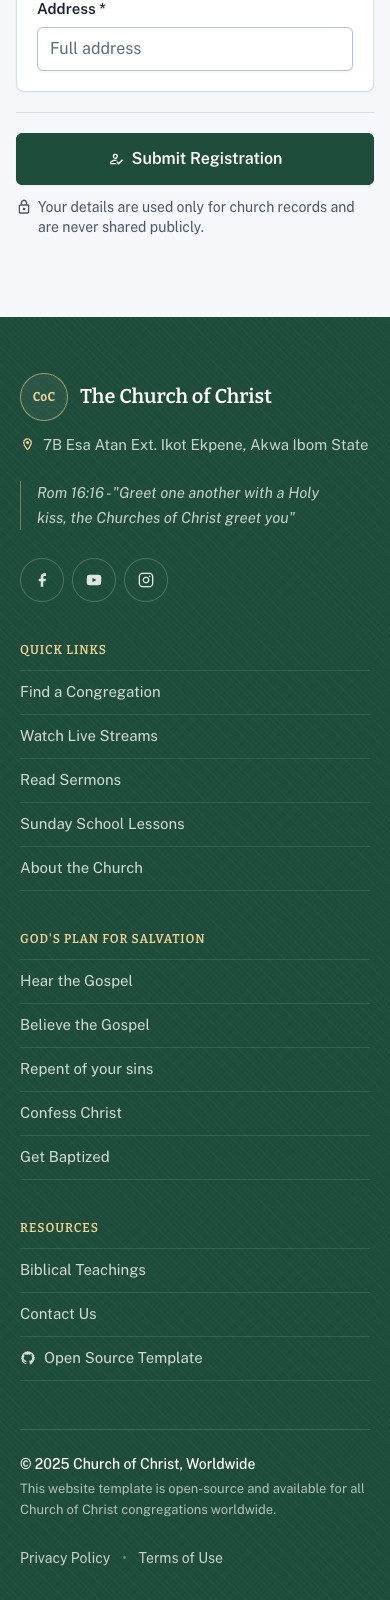 Address *
Full address
Submit Registration
Your details are used only for church records and
are never shared publicly.
CoC
The Church of Christ
7B Esa Atan Ext. Ikot Ekpene, Akwa Ibom State
Rom 16:16 - "Greet one another with a Holy
kiss, the Churches of Christ greet you"
QUICK LINKS
Find a Congregation
Watch Live Streams
Read Sermons
Sunday School Lessons
About the Church
GOD'S PLAN FOR SALVATION
Hear the Gospel
Believe the Gospel
Repent of your sins
Confess Christ
Get Baptized
RESOURCES
Biblical Teachings
Contact Us
Open Source Template
© 2025 Church of Christ, Worldwide
This website template is open-source and available for all
Church of Christ congregations worldwide.
Privacy Policy • Terms of Use